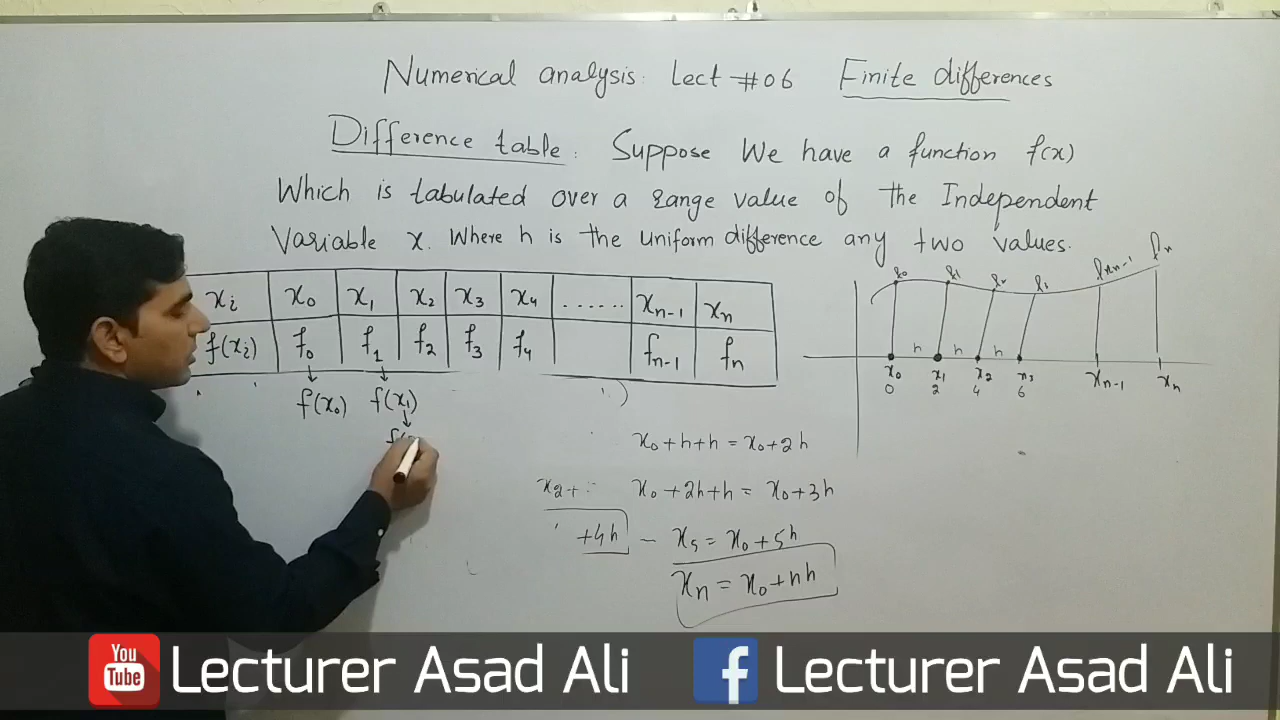 Numerical analysis: Lect #06 Finite differences
Difference table: Suppose We have a function f(x)
Which is tabulated over a range value of the Independent
Variable x. Where h is the uniform difference any two values.
xᵢ x₀ x₁ x₂ x₃ x₄ ...... xₙ₋₁ xₙ
f(xᵢ) f₀ f₁ f₂ f₃ f₄ fₙ₋₁ fₙ
f(x₀) f(x₁)
f₀ f₁ fₙ
h h h
x₀ x₁ x₂ x₃ xₙ₋₁ xₙ
0 2 4 6
x₀+h+h = x₀+2h
x₂+ x₀+2h+h = x₀+3h
+4h – x₅ = x₀+5h
xₙ = x₀+nh
You Tube Lecturer Asad Ali f Lecturer Asad Ali